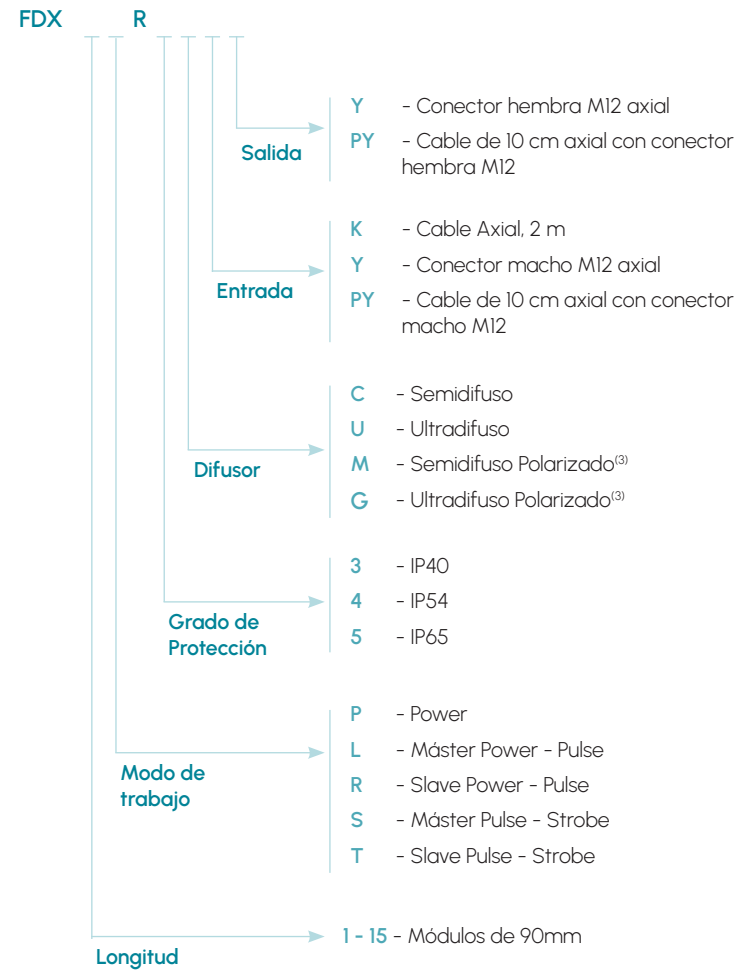 FDX R
Y - Conector hembra M12 axial
PY - Cable de 10 cm axial con conector
hembra M12
Salida
K - Cable Axial, 2 m
Y - Conector macho M12 axial
PY - Cable de 10 cm axial con conector
macho M12
Entrada
C - Semidifuso
U - Ultradifuso
M - Semidifuso Polarizado(3)
G - Ultradifuso Polarizado(3)
Difusor
3 - IP40
4 - IP54
5 - IP65
Grado de
Protección
P - Power
L - Máster Power - Pulse
R - Slave Power - Pulse
S - Máster Pulse - Strobe
T - Slave Pulse - Strobe
Modo de
trabajo
1 - 15 - Módulos de 90mm
Longitud